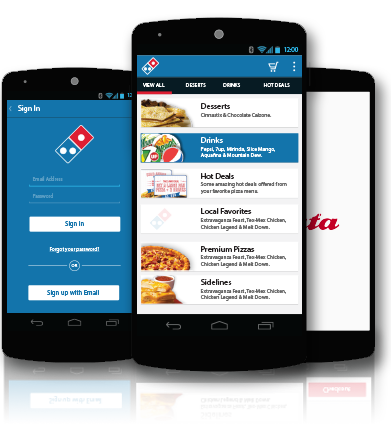 12
Sign In
Email Address
Password
Sign In
Forgot your password?
OR
Sign up with Email
12:00
VIEW ALL
DESSERTS
DRINKS
HOT DEALS
Desserts
Cinnastix & Chocolate Calzone.
Drinks
Pepsi, 7up, Mirinda, Slice Mango,
Aquafina & Mountain Dew.
Hot Deals
Some amazing hot deals offered from
your favorite pizza menu.
Local Favorites
Extravaganza Feast, Tex-Mex Chicken,
Chicken Legend & Melt Down.
Premium Pizzas
Extravaganza Feast, Tex-Mex Chicken,
Chicken Legend & Melt Down.
Sidelines
Extravaganza Feast, Tex-Mex Chicken,
Chicken Legend & Melt Down.
ta